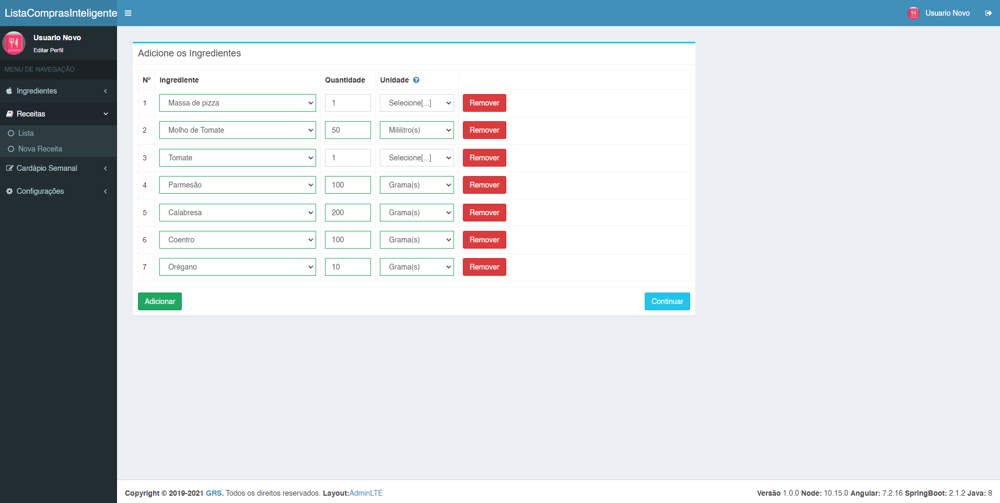 ListaComprasInteligente
Usuario Novo
Usuario Novo
Editar Perfil
MENU DE NAVEGAÇÃO
Ingredientes
Receitas
Lista
Nova Receita
Cardápio Semanal
Configurações
Adicione os Ingredientes
Nº Ingrediente Quantidade Unidade ?
1 Massa de pizza 1 Selecione[...] Remover
2 Molho de Tomate 50 Mililitro(s) Remover
3 Tomate 1 Selecione[...] Remover
4 Parmesão 100 Grama(s) Remover
5 Calabresa 200 Grama(s) Remover
6 Coentro 100 Grama(s) Remover
7 Orégano 10 Grama(s) Remover
Adicionar Continuar
Copyright © 2019-2021 GRS. Todos os direitos reservados. Layout:AdminLTE
Versão 1.0.0 Node: 10.15.0 Angular: 7.2.16 SpringBoot: 2.1.2 Java: 8